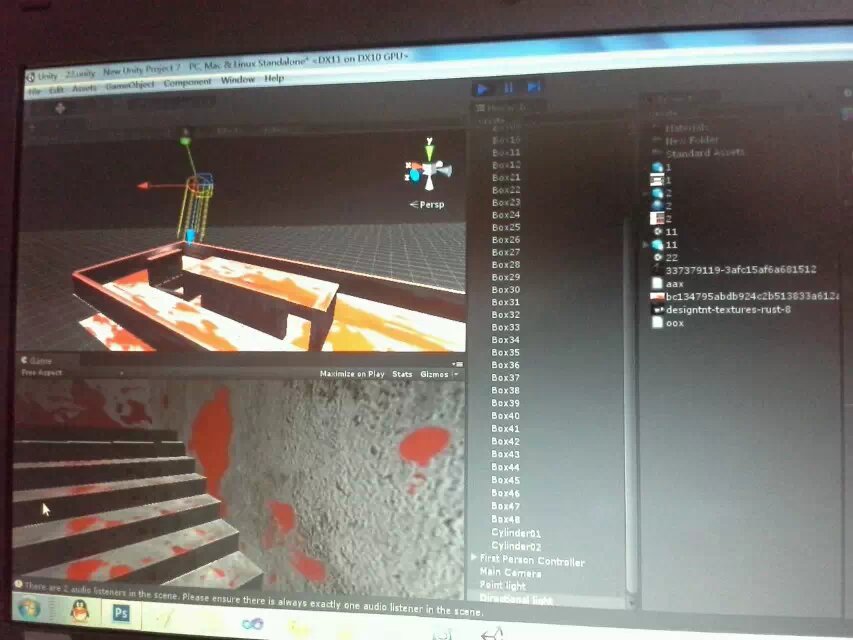 Unity - 22.unity - New Unity Project 7 - PC, Mac & Linux Standalone* <DX11 on DX10 GPU>
File Edit Assets GameObject Component Window Help
Persp
Game
Free Aspect
Maximize on Play Stats Gizmos
Box10
Box11
Box12
Box21
Box22
Box23
Box24
Box25
Box26
Box27
Box28
Box29
Box30
Box31
Box32
Box33
Box34
Box35
Box36
Box37
Box38
Box39
Box40
Box41
Box42
Box43
Box44
Box45
Box46
Box47
Box48
Cylinder01
Cylinder02
First Person Controller
Main Camera
Point light
Directional light
Materials
New Folder
Standard Assets
1
1
2
2
2
11
11
22
337379119-3afc15af6a681512
aax
bc134795abdb924c2b513833a612
designtnt-textures-rust-8
oox
There are 2 audio listeners in the scene. Please ensure there is always exactly one audio listener in the scene.
Ps